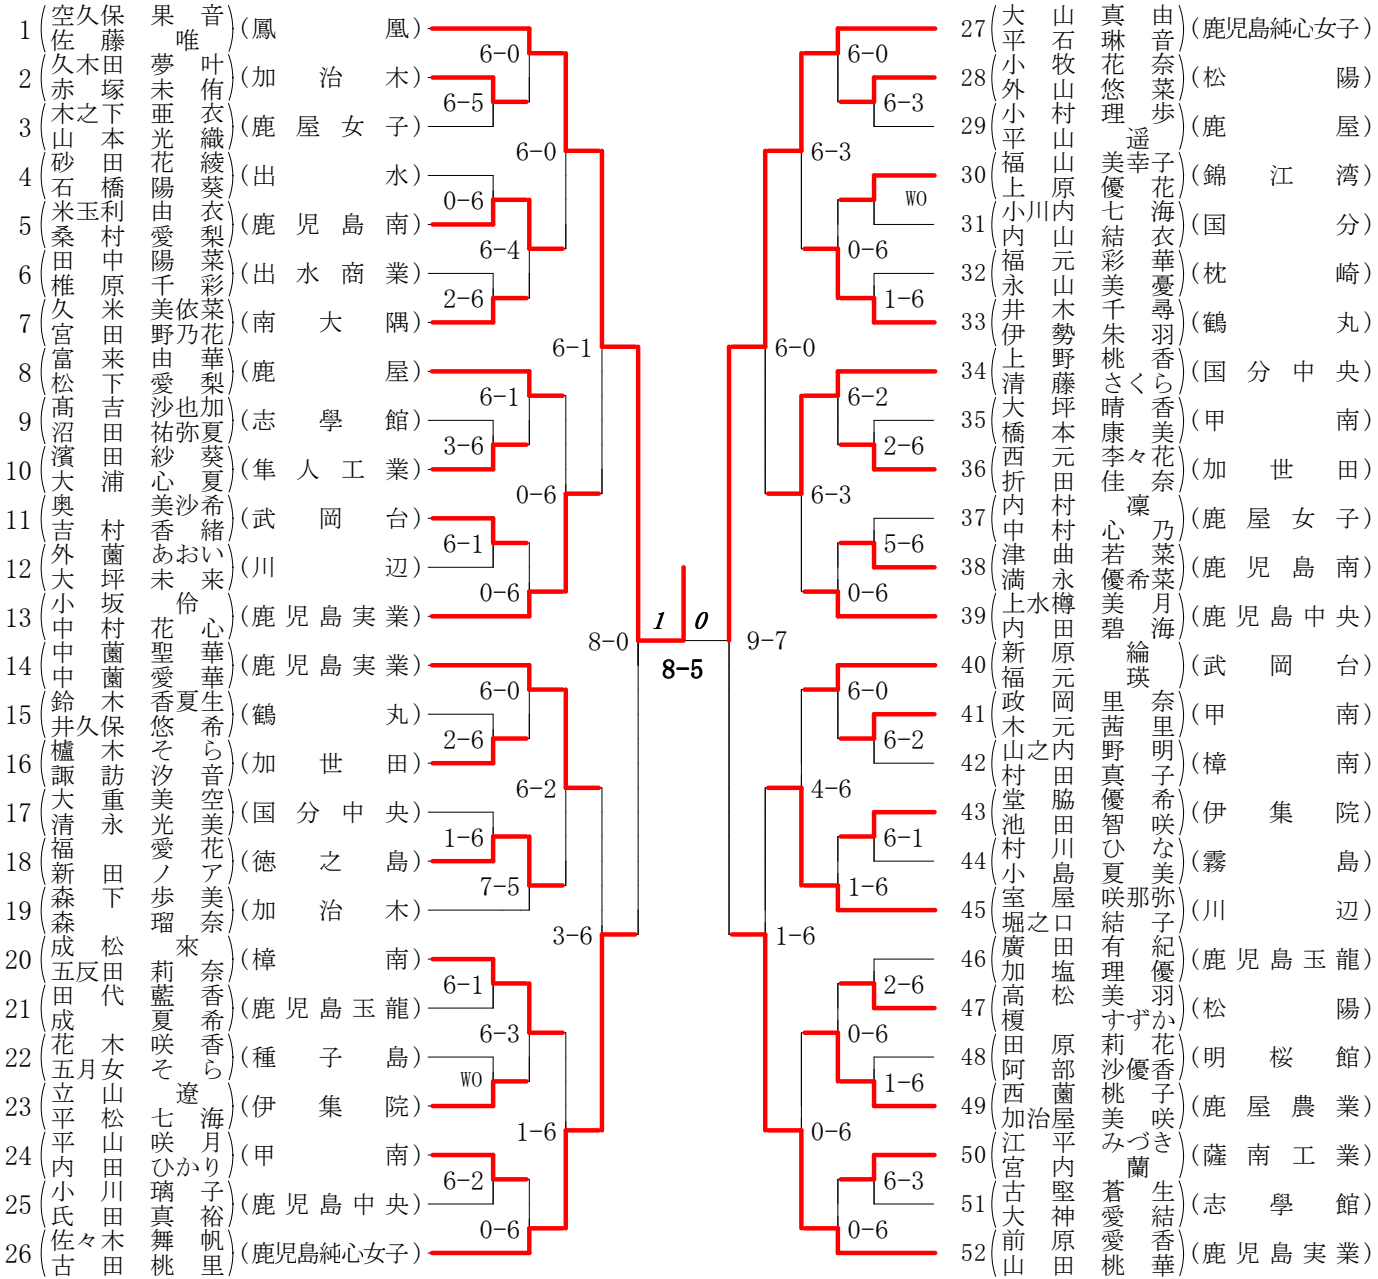 1 (空久保 果音 佐藤 唯) (鳳凰)
2 (久木田 夢叶 赤塚 未侑) (加治木)
3 (木之下 亜衣 山本 光織) (鹿屋女子)
4 (砂田 花綾 石橋 陽葵) (出水)
5 (米玉利 由衣 桑村 愛梨) (鹿児島南)
6 (田中 陽菜 椎原 千彩) (出水商業)
7 (久米 美依菜 宮田 野乃花) (南大隅)
8 (富来 由華 松下 愛梨) (鹿屋)
9 (髙吉 沙也加 沼田 祐弥夏) (志學館)
10 (濱田 紗葵 大浦 心夏) (隼人工業)
11 (奥 美沙希 吉村 香緒) (武岡台)
12 (外薗 あおい 大坪 未来) (川辺)
13 (小坂 伶 中村 花心) (鹿児島実業)
14 (中薗 聖華 中薗 愛華) (鹿児島実業)
15 (鈴木 香夏生 井久保 悠希) (鶴丸)
16 (櫨木 そら 諏訪 汐音) (加世田)
17 (大重 美空 清永 光美) (国分中央)
18 (福 愛花 新田 ノア) (徳之島)
19 (森下 歩美 森 瑠奈) (加治木)
20 (成松 來 五反田 莉奈) (樟南)
21 (田代 藍香 成 夏希) (鹿児島玉龍)
22 (花木 咲香 五月女 そら) (種子島)
23 (立山 遼 平松 七海) (伊集院)
24 (平山 咲月 内田 ひかり) (甲南)
25 (小川 璃子 氏田 真裕) (鹿児島中央)
26 (佐々木 舞帆 古田 桃里) (鹿児島純心女子)
6-0
6-5
6-0
0-6
6-4
2-6
6-1
6-1
3-6
0-6
6-1
0-6
8-0
6-0
2-6
6-2
1-6
7-5
3-6
6-1
6-3
WO
1-6
6-2
0-6
1 0
8-5
27 (大山 真由 平石 琳音) (鹿児島純心女子)
28 (小牧 花奈 外山 悠菜) (松陽)
29 (小村 理歩 平山 遥) (鹿屋)
30 (福山 美幸子 上原 優花) (錦江湾)
31 (小川内 七海 内山 結衣) (国分)
32 (福元 彩華 永山 美憂) (枕崎)
33 (井木 千尋 伊勢 朱羽) (鶴丸)
34 (上野 桃香 清藤 さくら) (国分中央)
35 (大坪 晴香 橋本 康美) (甲南)
36 (西元 李々花 折田 佳奈) (加世田)
37 (内村 凜 中村 心乃) (鹿屋女子)
38 (津曲 若菜 満永 優希菜) (鹿児島南)
39 (上水樽 美月 内田 碧海) (鹿児島中央)
40 (新原 綸 福元 瑛) (武岡台)
41 (政岡 里奈 木元 茜里) (甲南)
42 (山之内 野明 村田 真子) (樟南)
43 (堂脇 優希 池田 智咲) (伊集院)
44 (村川 ひな 小島 夏美) (霧島)
45 (室屋 咲那弥 堀之口 結子) (川辺)
46 (廣田 有紀 加塩 理優) (鹿児島玉龍)
47 (高松 美羽 榎 すずか) (松陽)
48 (田原 莉花 阿部 沙優香) (明桜館)
49 (西薗 桃子 加治屋 美咲) (鹿屋農業)
50 (江平 みづき 宮内 蘭) (薩南工業)
51 (古堅 蒼生 大神 愛結) (志學館)
52 (前原 愛香 山田 桃華) (鹿児島実業)
6-0
6-3
6-3
WO
0-6
1-6
6-0
6-2
2-6
6-3
5-6
0-6
9-7
6-0
6-2
4-6
6-1
1-6
1-6
2-6
0-6
1-6
0-6
6-3
0-6